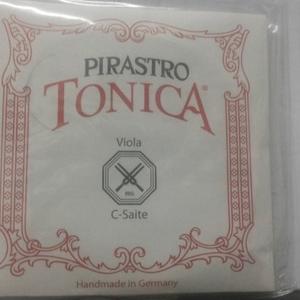 PIRASTRO
TONICA®
Viola
C-Saite
Handmade in Germany